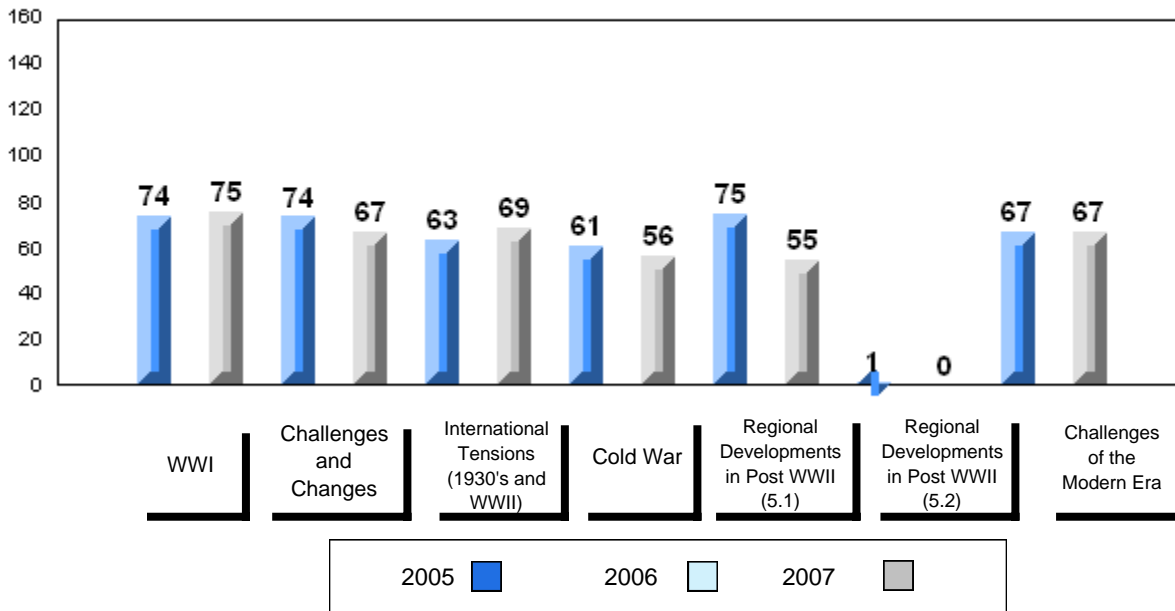 160
140
120
100
80
60
40
20
0
74
75
74
67
63
69
61
56
75
55
1
0
67
67
WWI
Challenges
and
Changes
International
Tensions
(1930's and
WWII)
Cold War
Regional
Developments
in Post WWII
(5.1)
Regional
Developments
in Post WWII
(5.2)
Challenges
of the
Modern Era
2005 2006 2007